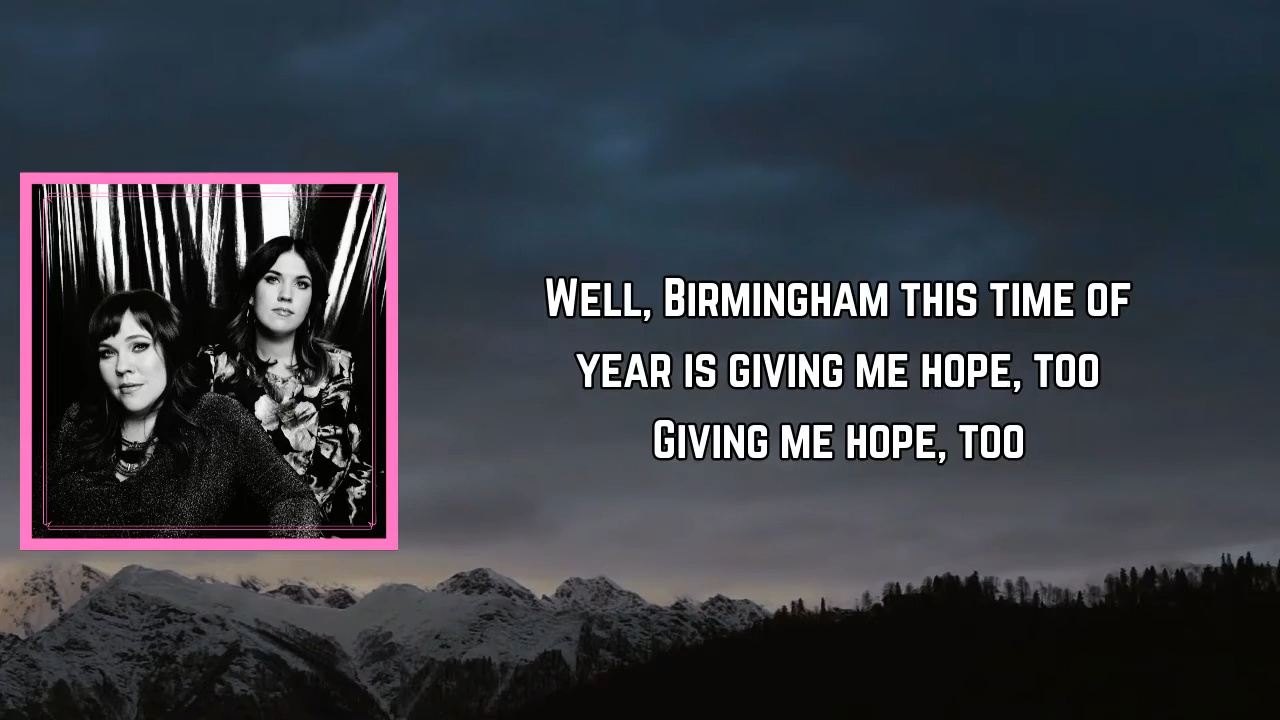 Well, Birmingham this time of
year is giving me hope, too
Giving me hope, too